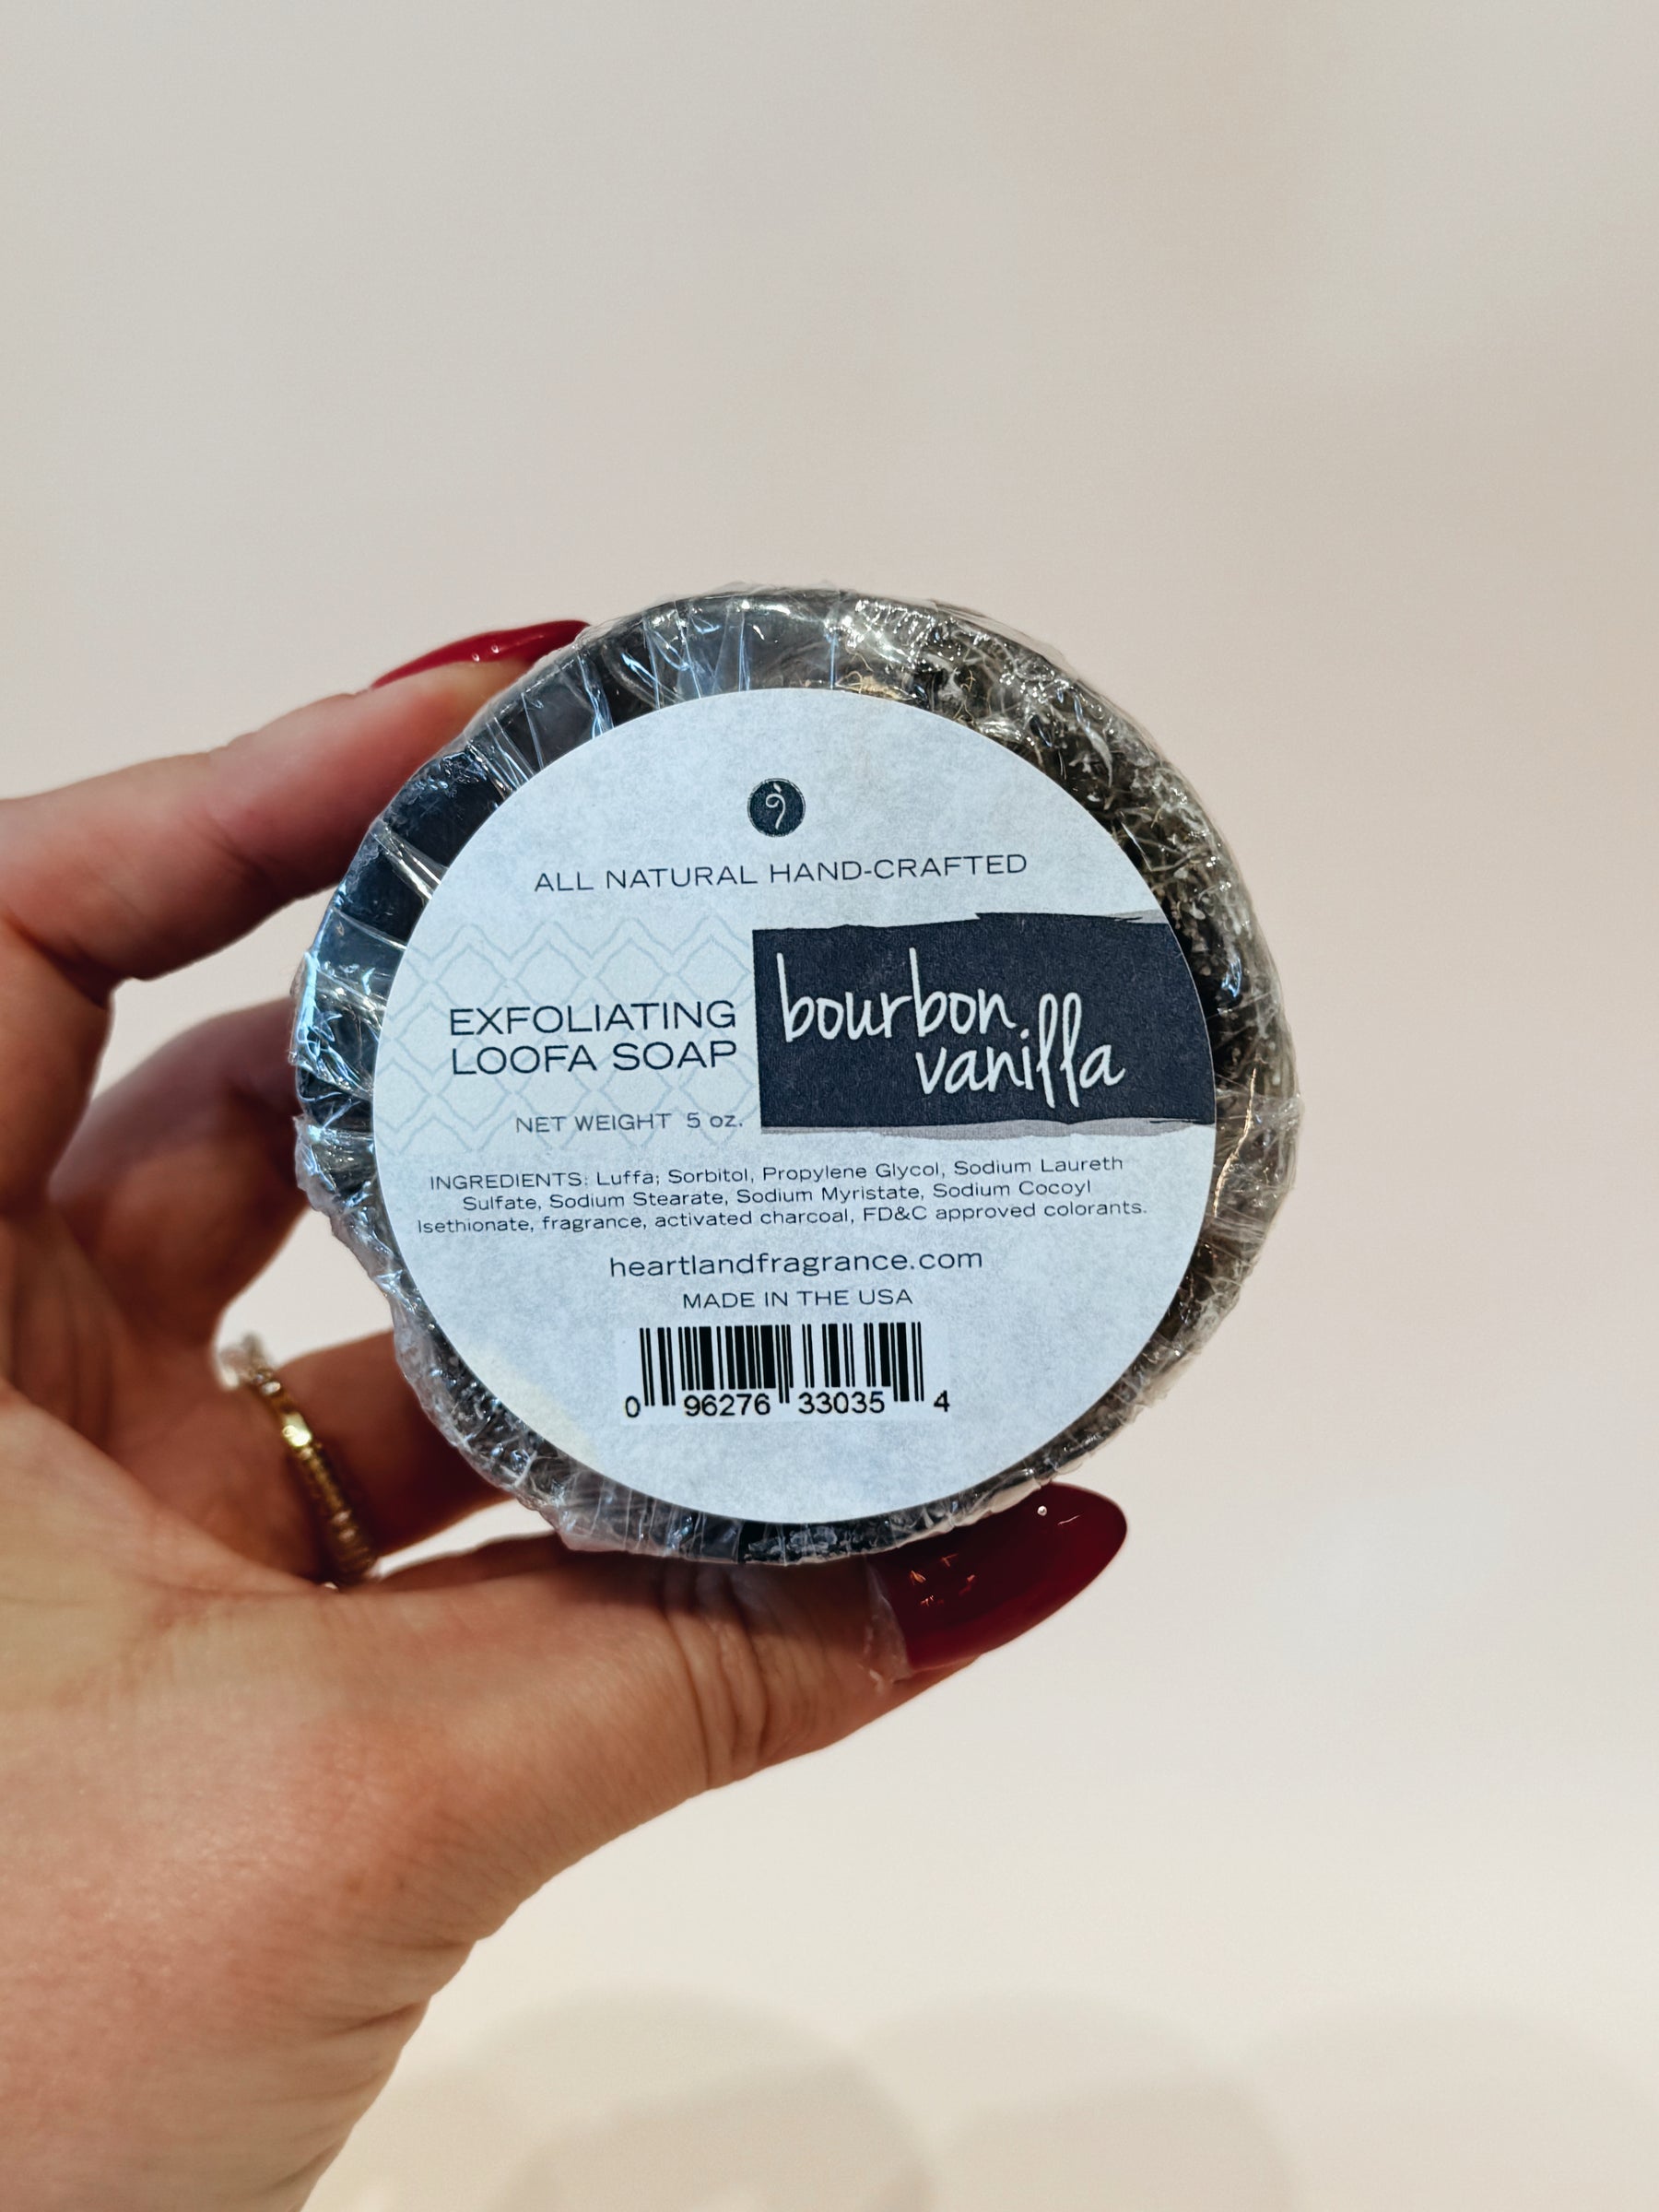 ALL NATURAL HAND-CRAFTED
EXFOLIATING
LOOFA SOAP
NET WEIGHT 5 oz.
bourbon
vanilla
INGREDIENTS: Luffa; Sorbitol, Propylene Glycol, Sodium Laureth
Sulfate, Sodium Stearate, Sodium Myristate, Sodium Cocoyl
Isethionate, fragrance, activated charcoal, FD&C approved colorants.
heartlandfragrance.com
MADE IN THE USA
0 96276 33035 4